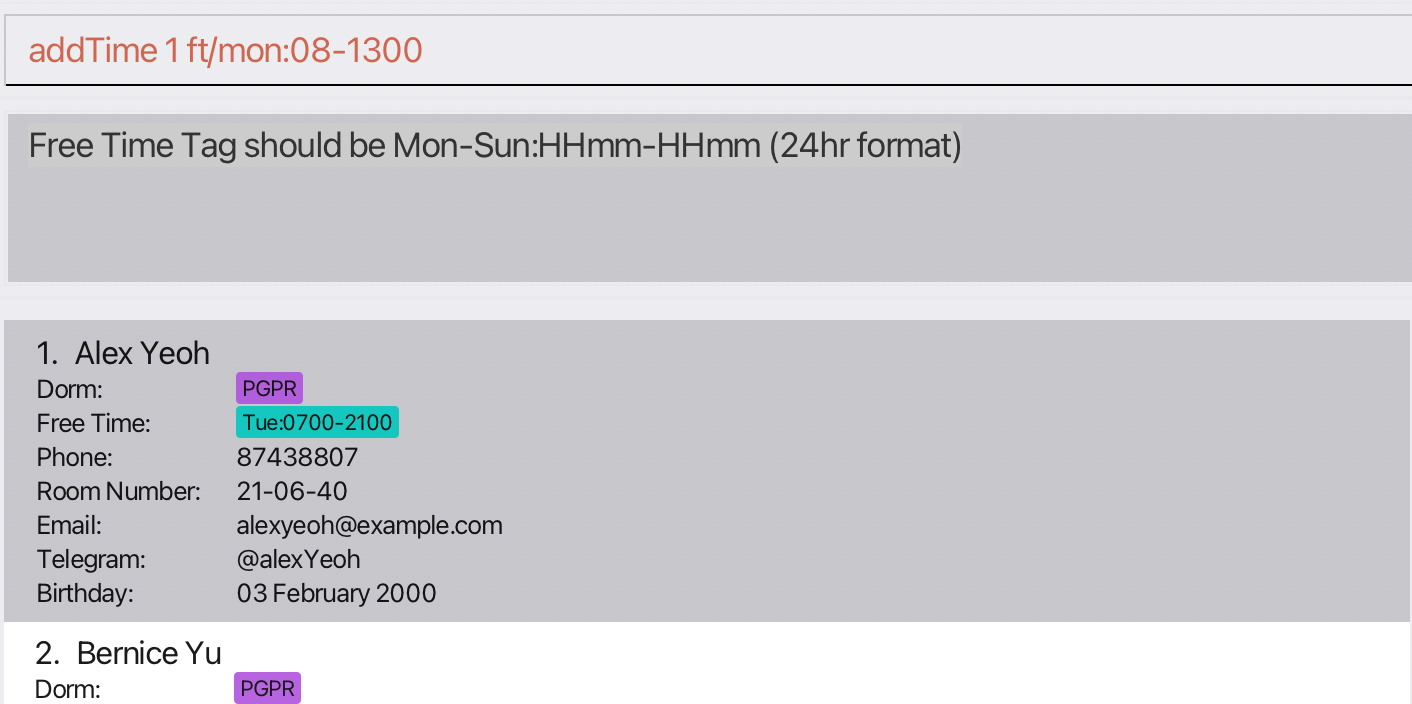 addTime 1 ft/mon:08-1300
Free Time Tag should be Mon-Sun:HHmm-HHmm (24hr format)
1. Alex Yeoh
Dorm: PGPR
Free Time: Tue:0700-2100
Phone: 87438807
Room Number: 21-06-40
Email: alexyeoh@example.com
Telegram: @alexYeoh
Birthday: 03 February 2000
2. Bernice Yu
Dorm: PGPR